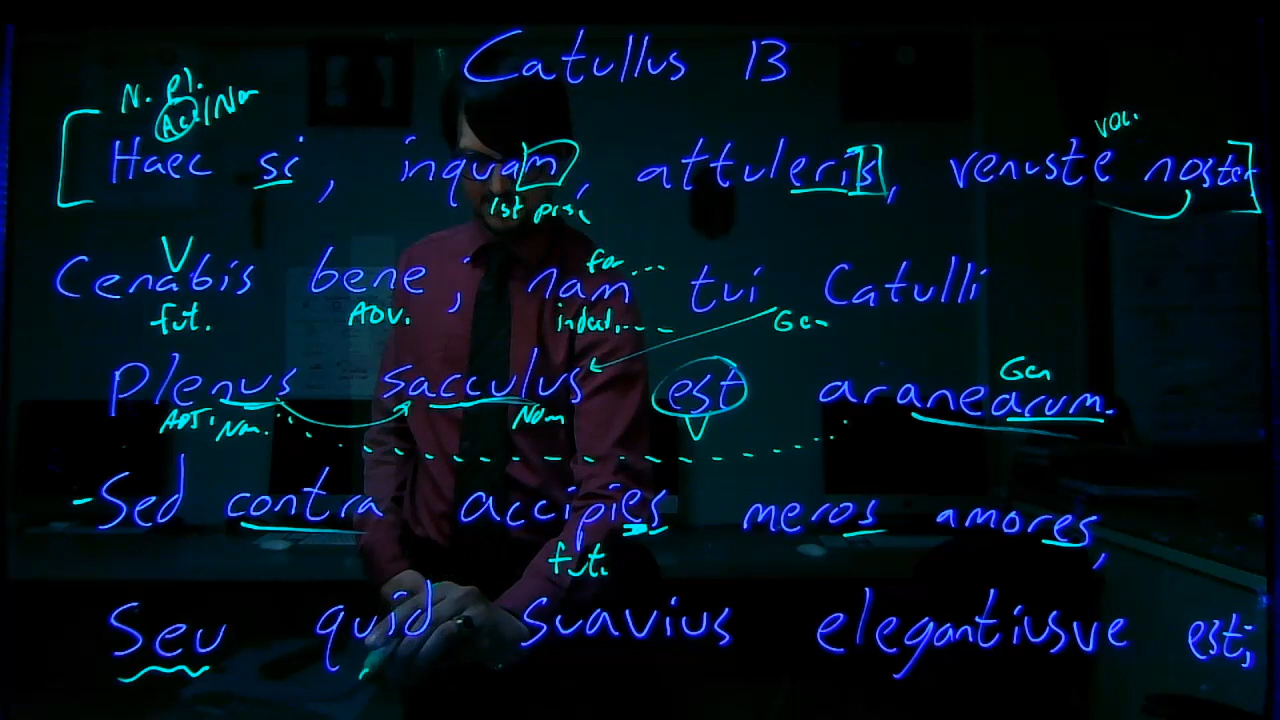 Catullus 13
N. pl.
Acc/Nom
voc.
Haec si, inquam, attuleris, venuste noster
1st pers.
V
for...
Cenabis bene; nam tui Catulli
fut. ADV. indecl.... Gen
Gen
plenus sacculus est aranearum.
ADJ. Nom. Nom V
-Sed contra accipies meros amores,
fut.
Seu quid suavius elegantiusve est;